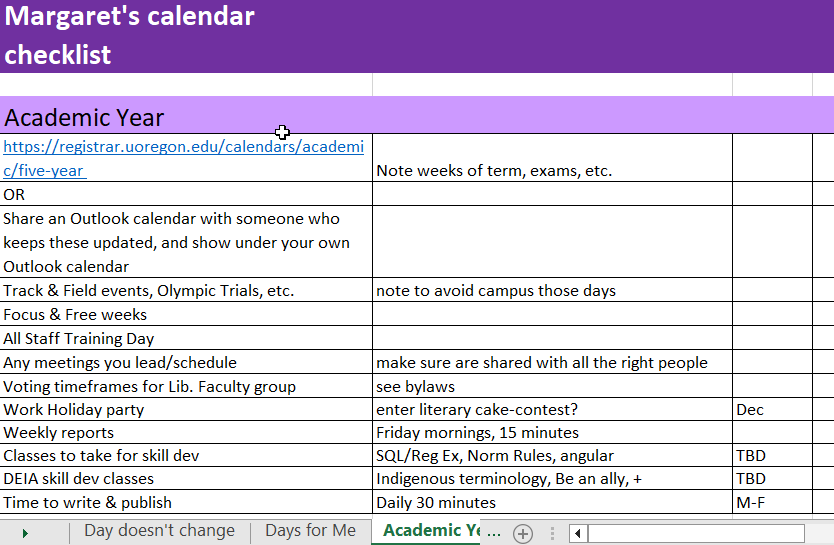 Margaret's calendar
checklist
Academic Year
https://registrar.uoregon.edu/calendars/academi
c/five-year
Note weeks of term, exams, etc.
OR
Share an Outlook calendar with someone who
keeps these updated, and show under your own
Outlook calendar
Track & Field events, Olympic Trials, etc. note to avoid campus those days
Focus & Free weeks
All Staff Training Day
Any meetings you lead/schedule make sure are shared with all the right people
Voting timeframes for Lib. Faculty group see bylaws
Work Holiday party enter literary cake-contest? Dec
Weekly reports Friday mornings, 15 minutes
Classes to take for skill dev SQL/Reg Ex, Norm Rules, angular TBD
DEIA skill dev classes Indigenous terminology, Be an ally, + TBD
Time to write & publish Daily 30 minutes M-F
Day doesn't change Days for Me Academic Ye ...